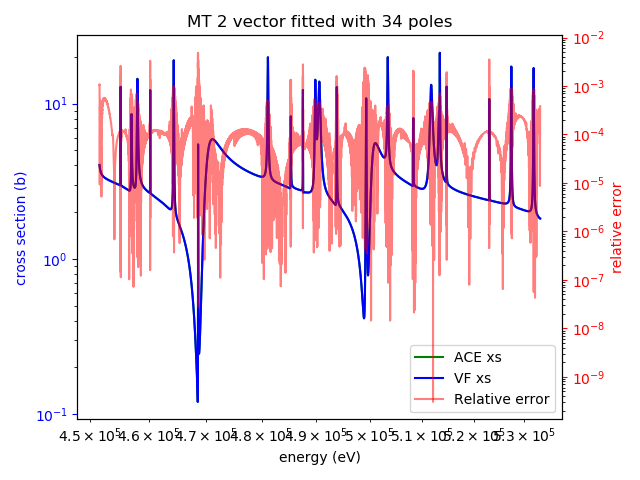 MT 2 vector fitted with 34 poles
cross section (b)
10¹
10⁰
10⁻¹
10⁻²
10⁻³
10⁻⁴
10⁻⁵
10⁻⁶
10⁻⁷
10⁻⁸
10⁻⁹
relative error
ACE xs
VF xs
Relative error
4.5 × 10⁵ 4.6 × 10⁵ 4.7 × 10⁵ 4.8 × 10⁵ 4.9 × 10⁵ 5 × 10⁵ 5.1 × 10⁵ 5.2 × 10⁵ 5.3 × 10⁵
energy (eV)